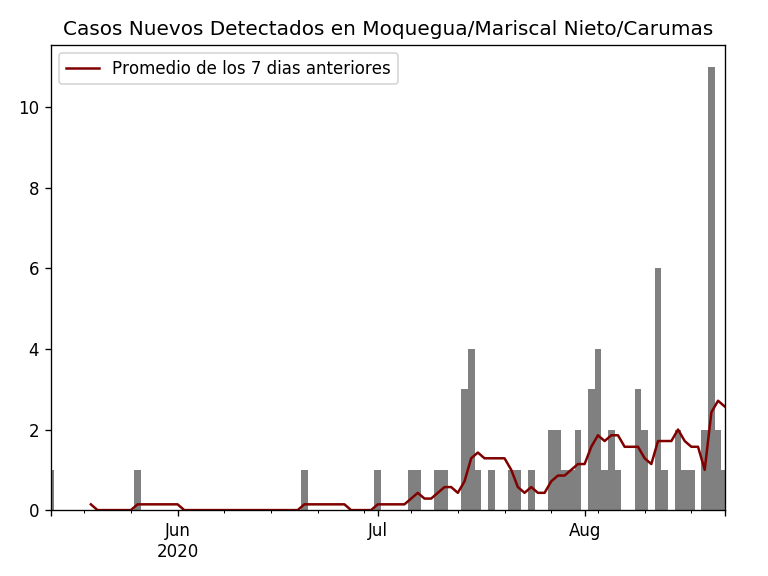 Casos Nuevos Detectados en Moquegua/Mariscal Nieto/Carumas
Promedio de los 7 dias anteriores
10
8
6
4
2
0
Jun
2020
Jul
Aug